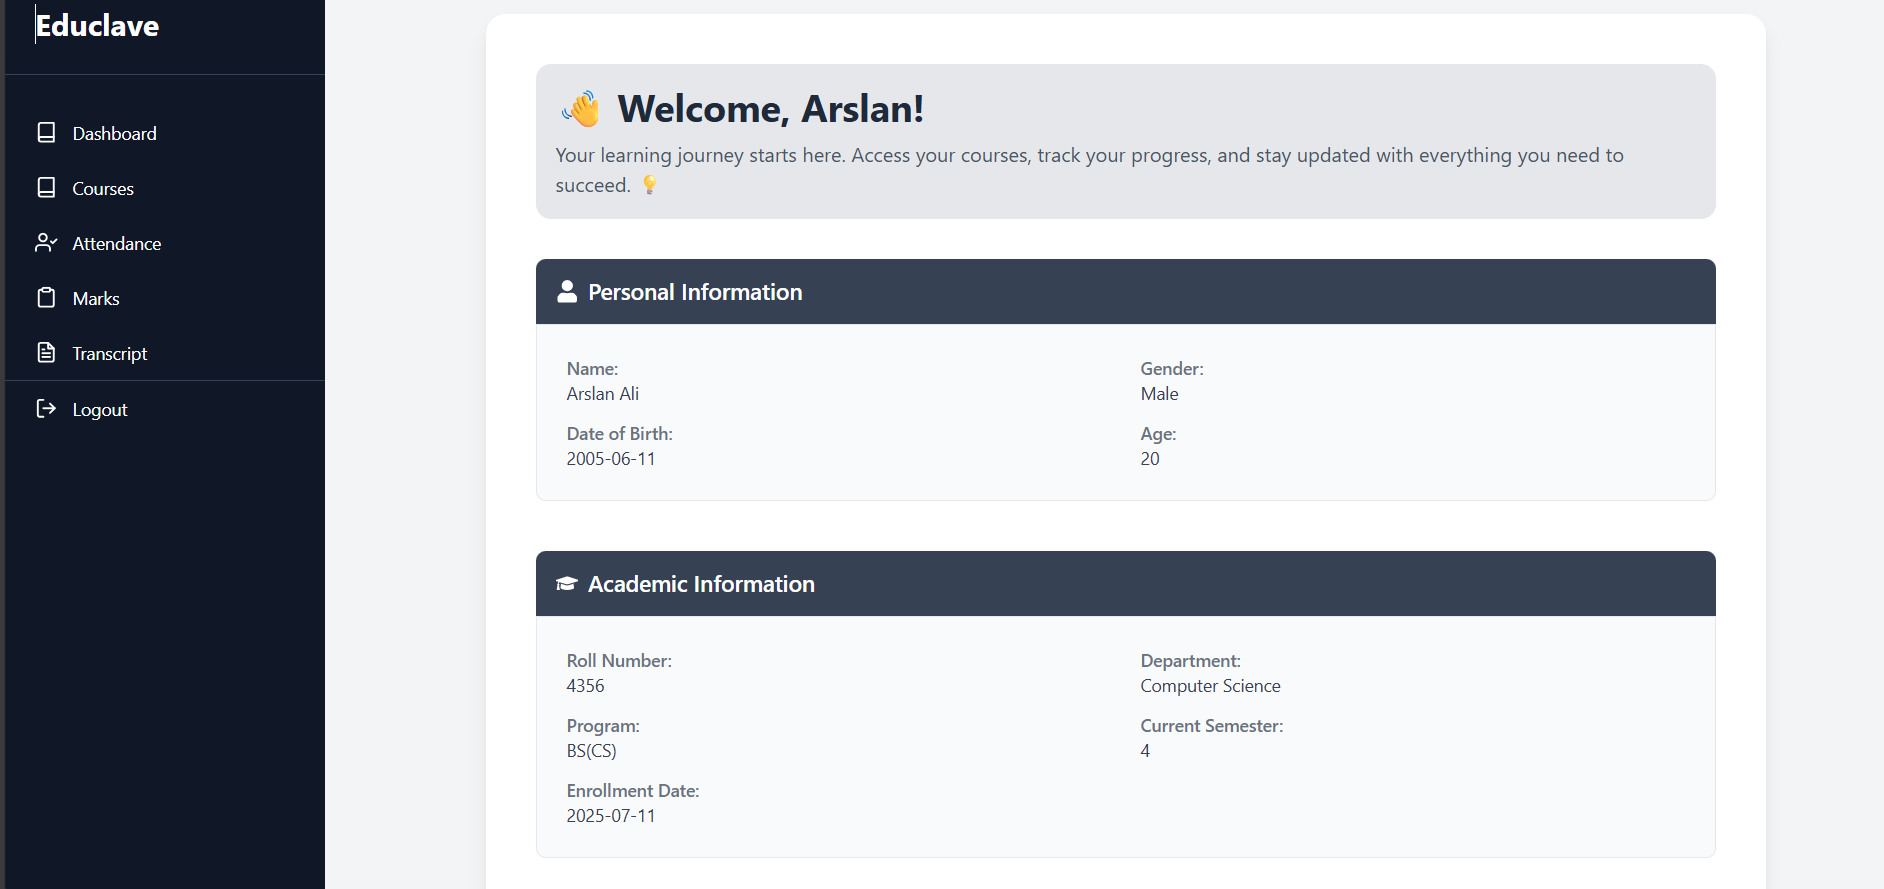 Educlave
Dashboard
Courses
Attendance
Marks
Transcript
Logout
Welcome, Arslan!
Your learning journey starts here. Access your courses, track your progress, and stay updated with everything you need to
succeed.
Personal Information
Name:
Arslan Ali
Gender:
Male
Date of Birth:
2005-06-11
Age:
20
Academic Information
Roll Number:
4356
Department:
Computer Science
Program:
BS(CS)
Current Semester:
4
Enrollment Date:
2025-07-11